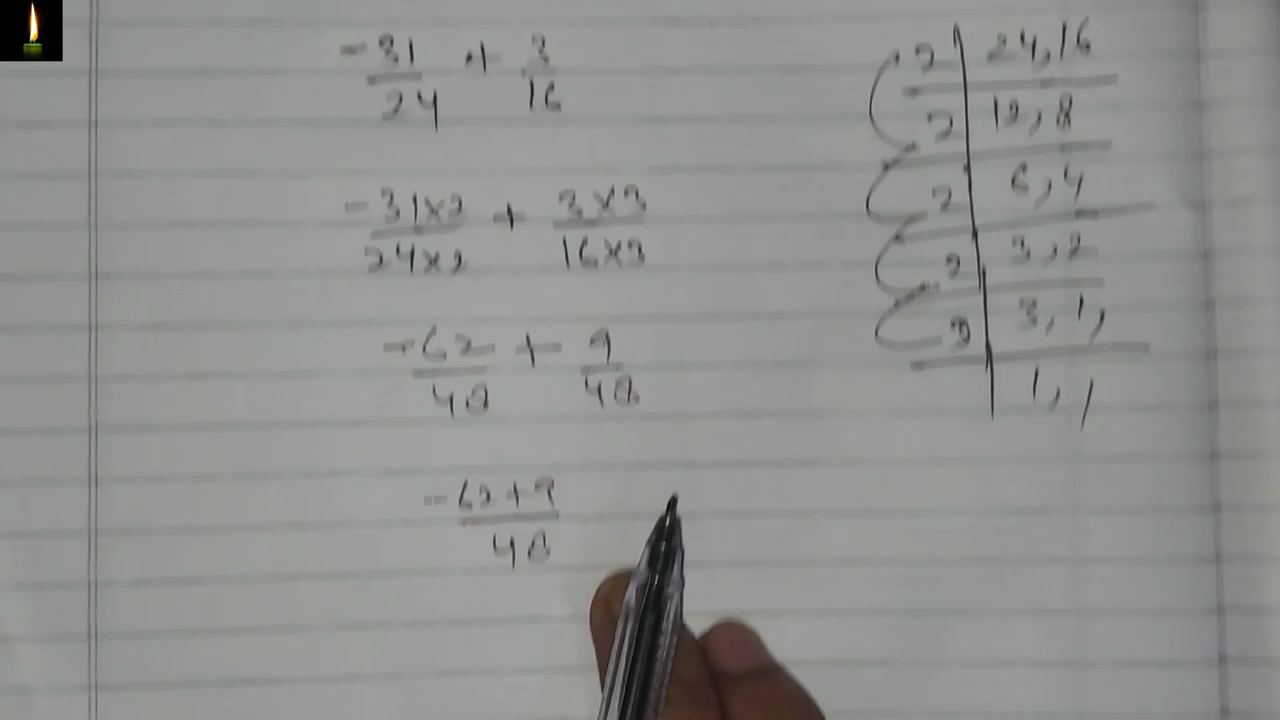 -31/24 + 3/16
-31×2/24×2 + 3×3/16×3
-62/48 + 9/48
-62+9/48
2 | 24,16
2 | 12,8
2 | 6,4
2 | 3,2
3 | 3,1,
1,1